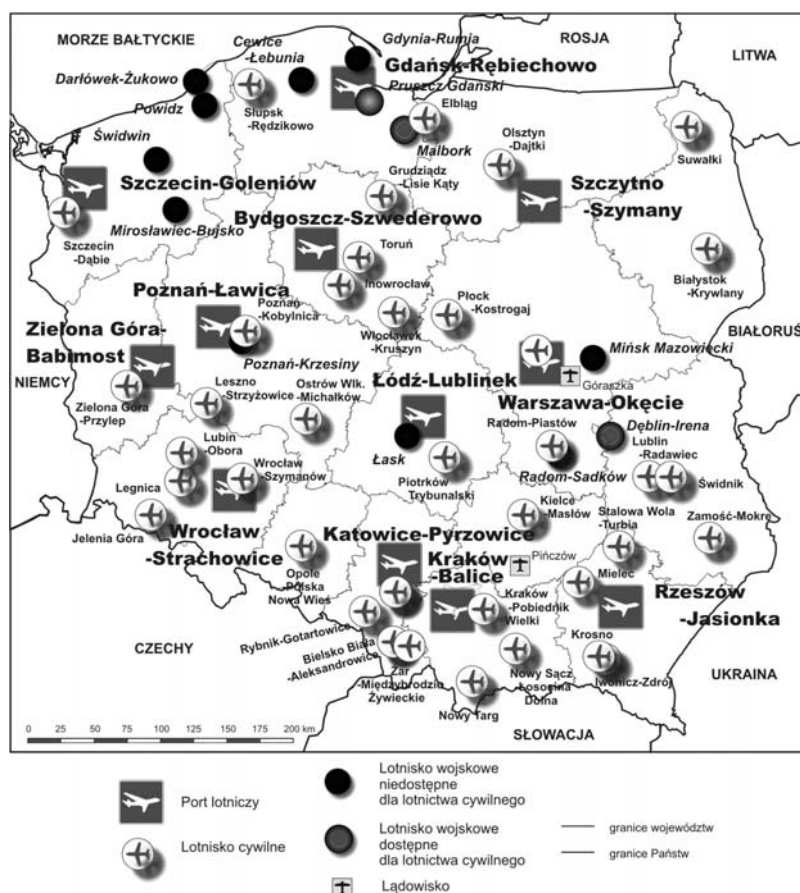 MORZE BAŁTYCKIE
Cewice
-Łebunia
Gdynia-Rumja
ROSJA
LITWA
Gdańsk-Rębiechowo
Darłówek-Żukowo
Pruszcz Gdański
Powidz
Słupsk
-Rędzikowo
Elbląg
Olsztyn
-Dajtki
Suwałki
Świdwin
Malbork
Grudziądz
-Lisie Kąty
Szczecin-Goleniów
Szczytno
-Szymany
Mirosławiec-Bujsko
Bydgoszcz-Szwederowo
Szczecin
-Dąbie
Toruń
Inowrocław
Białystok
-Krywlany
Poznań-Ławica
Poznań
-Kobylnica
Płock
-Kostrogaj
Włocławek
-Kruszyn
Zielona Góra-
Babimost
BIAŁORUŚ
Mińsk Mazowiecki
Poznań-Krzesiny
NIEMCY
Łódź-Lublinek
Góraszka
Leszno
-Strzyżowice
Ostrów Wlk.
-Michałków
Warszawa-Okęcie
Zielona Góra
-Przylep
Radom-Piastów
Dęblin-Irena
Lubin
-Obora
Lublin
-Radawiec
Łask
Wrocław
-Szymanów
Piotrków
Trybunalski
Radom-Sadków
Świdnik
Legnica
Kielce
-Masłów
Stalowa Wola
-Turbia
Zamość-Mokre
Jelenia Góra
Wrocław
-Strachowice
Katowice-Pyrzowice
Kraków
-Balice
Pińczów
Opole
-Polska
Nowa Wieś
Mielec
Kraków
-Pobiednik
Wielki
Rzeszów
-Jasionka
CZECHY
Rybnik-Gotartowice
Bielsko Biała
-Aleksandrowice
Krosno
Żar
-Międzybrodzie
Żywieckie
Nowy Sącz
-Łososina
Dolna
Iwonicz-Zdrój
UKRAINA
Nowy Targ
SŁOWACJA
0 25 50 75 100 125 150 175 200 km
Port lotniczy
Lotnisko cywilne
Lotnisko wojskowe
niedostępne
dla lotnictwa cywilnego
Lotnisko wojskowe
dostępne
dla lotnictwa cywilnego
Lądowisko
granice województw
granice Państw